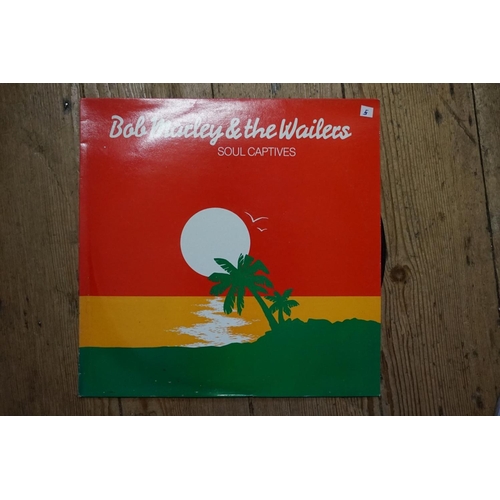 Bob Marley & the Wailers
SOUL CAPTIVES